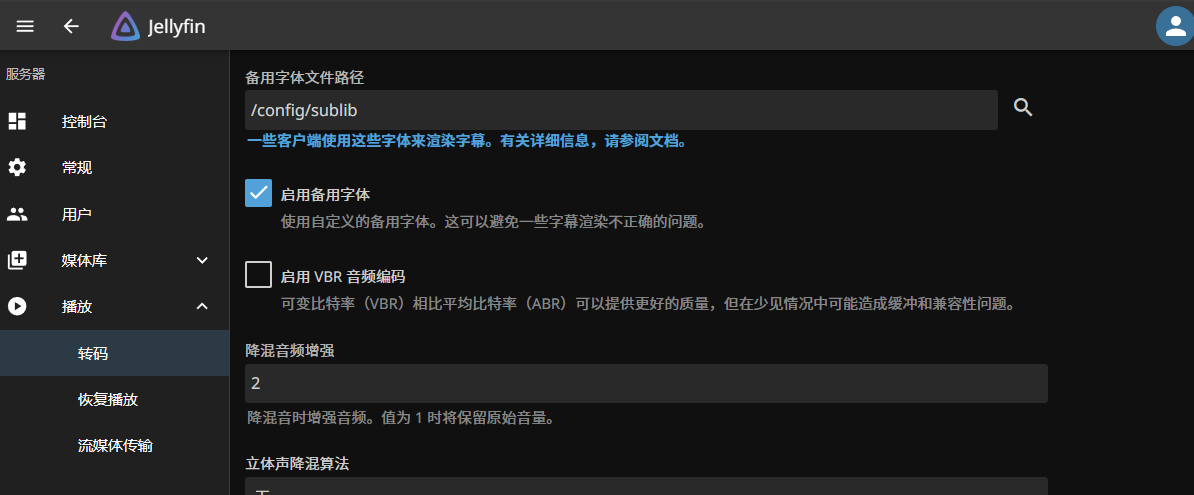 Jellyfin
服务器
控制台
常规
用户
媒体库
播放
转码
恢复播放
流媒体传输
备用字体文件路径
/config/sublib
一些客户端使用这些字体来渲染字幕。有关详细信息，请参阅文档。
启用备用字体
使用自定义的备用字体。这可以避免一些字幕渲染不正确的问题。
启用 VBR 音频编码
可变比特率（VBR）相比平均比特率（ABR）可以提供更好的质量，但在少见情况中可能造成缓冲和兼容性问题。
降混音频增强
2
降混音时增强音频。值为 1 时将保留原始音量。
立体声降混算法